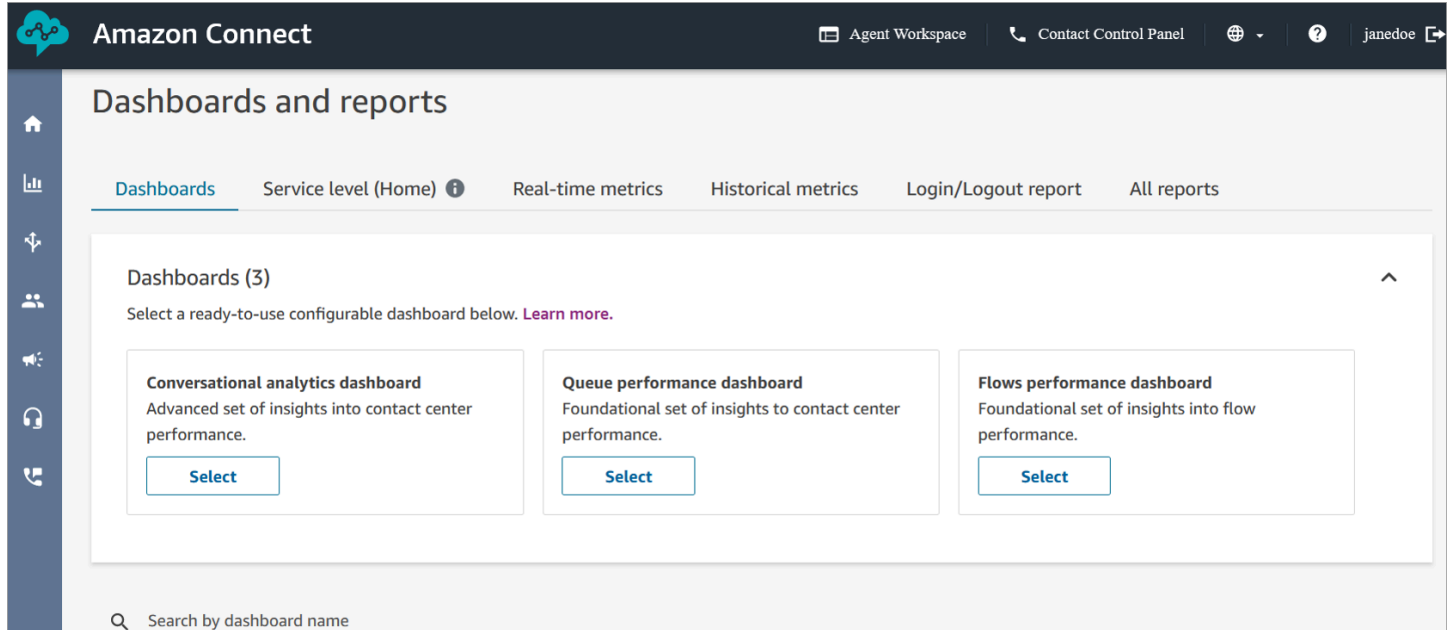 Amazon Connect
Agent Workspace
Contact Control Panel
janedoe
Dashboards and reports
Dashboards
Service level (Home)
Real-time metrics
Historical metrics
Login/Logout report
All reports
Dashboards (3)
Select a ready-to-use configurable dashboard below. Learn more.
Conversational analytics dashboard
Advanced set of insights into contact center
performance.
Select
Queue performance dashboard
Foundational set of insights to contact center
performance.
Select
Flows performance dashboard
Foundational set of insights into flow
performance.
Select
Search by dashboard name